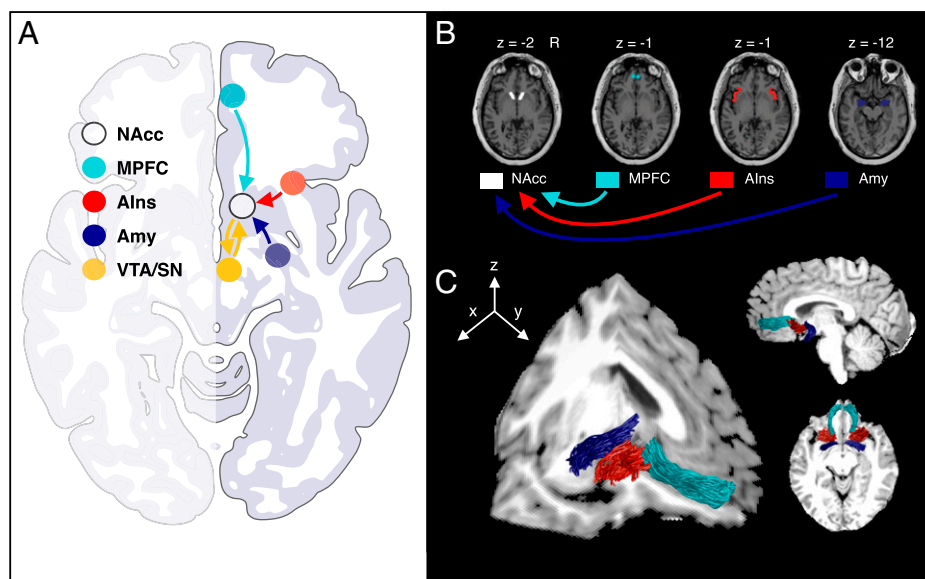 A
NAcc
MPFC
AIns
Amy
VTA/SN
B
z = -2 R
z = -1
z = -1
z = -12
NAcc
MPFC
AIns
Amy
C
z
x
y